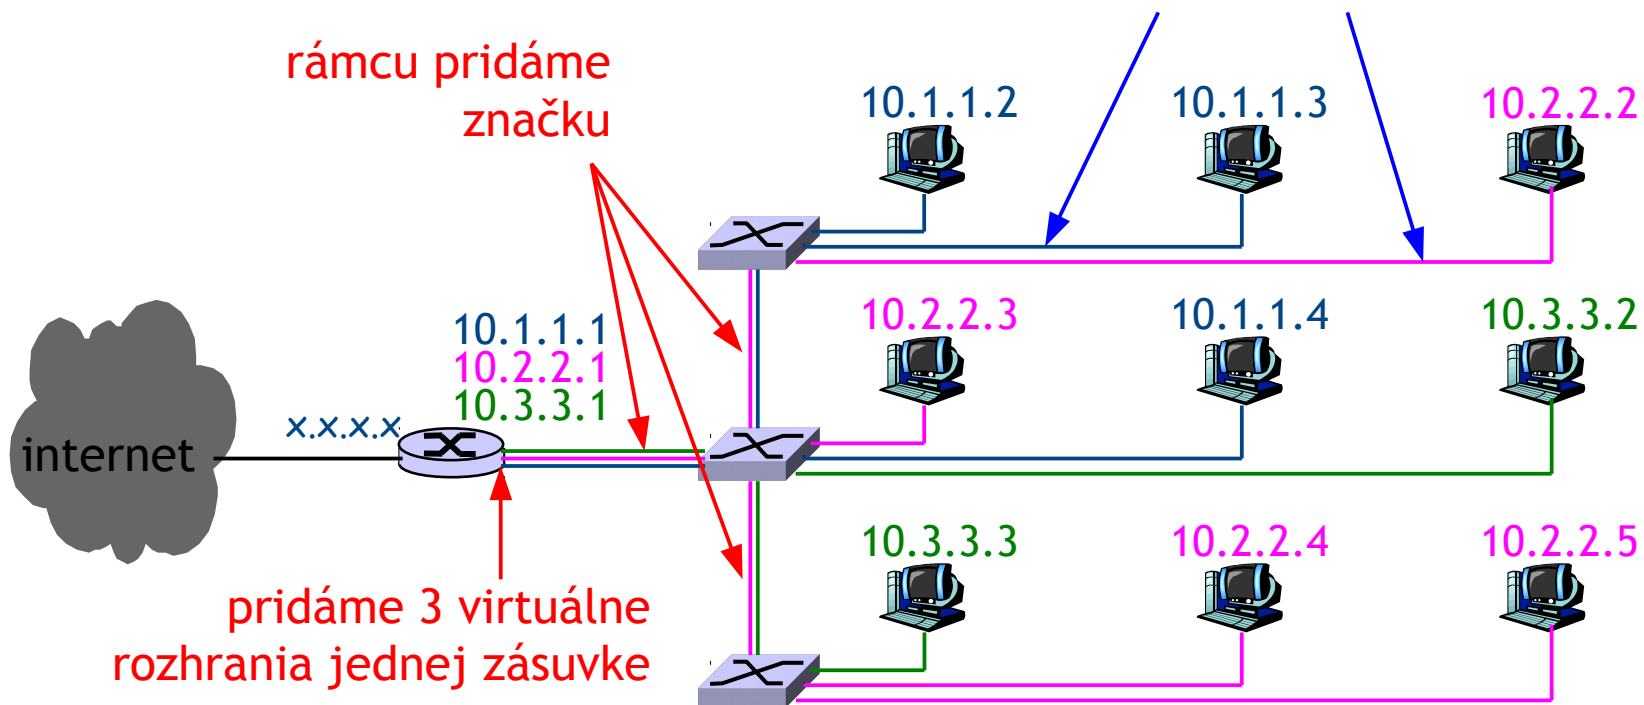 rámcu pridáme
značku
10.1.1.2
10.1.1.3
10.2.2.2
10.1.1.1
10.2.2.1
10.3.3.1
10.2.2.3
10.1.1.4
10.3.3.2
x.x.x.x
internet
10.3.3.3
10.2.2.4
10.2.2.5
pridáme 3 virtuálne
rozhrania jednej zásuvke